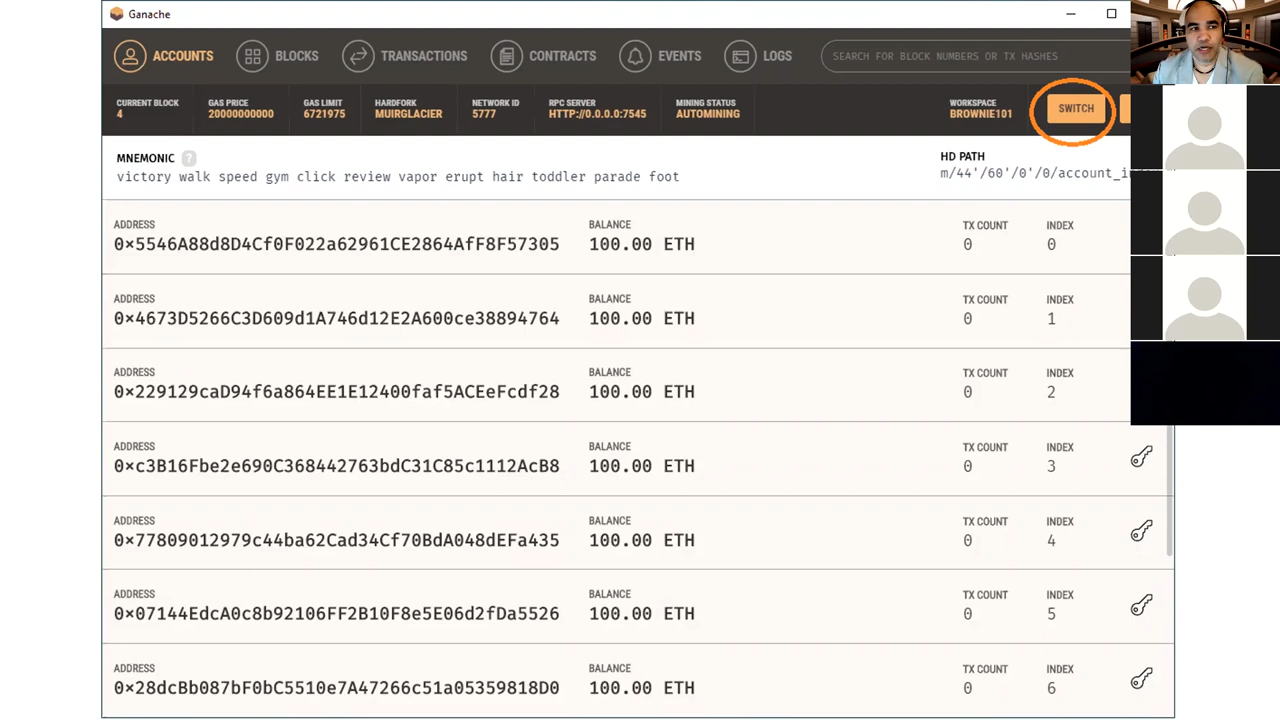 Ganache
ACCOUNTS BLOCKS TRANSACTIONS CONTRACTS EVENTS LOGS SEARCH FOR BLOCK NUMBERS OR TX HASHES
CURRENT BLOCK GAS PRICE GAS LIMIT HARDFORK NETWORK ID RPC SERVER MINING STATUS WORKSPACE SWITCH
4 20000000000 6721975 MUIRGLACIER 5777 HTTP://0.0.0.0:7545 AUTOMINING BROWNIE101
MNEMONIC ? HD PATH
victory walk speed gym click review vapor erupt hair toddler parade foot m/44'/60'/0'/0/account_in
ADDRESS BALANCE TX COUNT INDEX
0×5546A88d8D4Cf0F022a62961CE2864AfF8F57305 100.00 ETH 0 0
ADDRESS BALANCE TX COUNT INDEX
0×4673D5266C3D609d1A746d12E2A600ce38894764 100.00 ETH 0 1
ADDRESS BALANCE TX COUNT INDEX
0×229129caD94f6a864EE1E12400faf5ACEeFcdf28 100.00 ETH 0 2
ADDRESS BALANCE TX COUNT INDEX
0×c3B16Fbe2e690C368442763bdC31C85c1112AcB8 100.00 ETH 0 3
ADDRESS BALANCE TX COUNT INDEX
0×77809012979c44ba62Cad34Cf70BdA048dEFa435 100.00 ETH 0 4
ADDRESS BALANCE TX COUNT INDEX
0×07144EdcA0c8b92106FF2B10F8e5E06d2fDa5526 100.00 ETH 0 5
ADDRESS BALANCE TX COUNT INDEX
0×28dcBb087bF0bC5510e7A47266c51a05359818D0 100.00 ETH 0 6